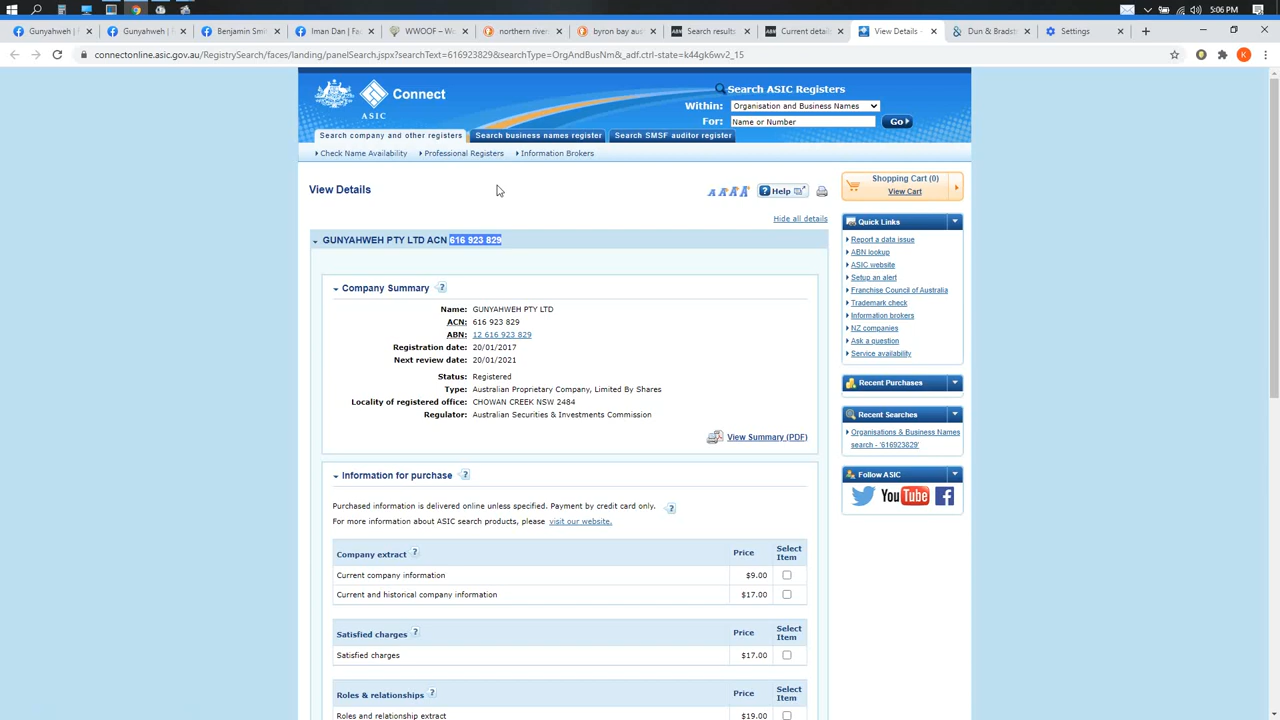 5:06 PM
Gunyahweh | F
Gunyahweh | F
Benjamin Smi
Iman Dan | Fa
WWOOF – W
northern river
byron bay aus
ABN Search results
ABN Current details
View Details -
Dun & Bradst
Settings
connectonline.asic.gov.au/RegistrySearch/faces/landing/panelSearch.jspx?searchText=616923829&searchType=OrgAndBusNm&_adf.ctrl-state=k44gk6wv2_15
K
ASIC
Connect
Search ASIC Registers
Within: Organisation and Business Names
For: Name or Number Go
Search company and other registers Search business names register Search SMSF auditor register
Check Name Availability Professional Registers Information Brokers
View Details
A A A A Help
Hide all details
GUNYAHWEH PTY LTD ACN 616 923 829
Company Summary ?
Name: GUNYAHWEH PTY LTD
ACN: 616 923 829
ABN: 12 616 923 829
Registration date: 20/01/2017
Next review date: 20/01/2021
Status: Registered
Type: Australian Proprietary Company, Limited By Shares
Locality of registered office: CHOWAN CREEK NSW 2484
Regulator: Australian Securities & Investments Commission
View Summary (PDF)
Information for purchase ?
Purchased information is delivered online unless specified. Payment by credit card only. ?
For more information about ASIC search products, please visit our website.
Company extract ? Price Select Item
Current company information $9.00
Current and historical company information $17.00
Satisfied charges ? Price Select Item
Satisfied charges $17.00
Roles & relationships ? Price Select Item
Roles and relationship extract $19.00
Shopping Cart (0)
View Cart
Quick Links
Report a data issue
ABN lookup
ASIC website
Setup an alert
Franchise Council of Australia
Trademark check
Information brokers
NZ companies
Ask a question
Service availability
Recent Purchases
Recent Searches
Organisations & Business Names
search - '616923829'
Follow ASIC
YouTube